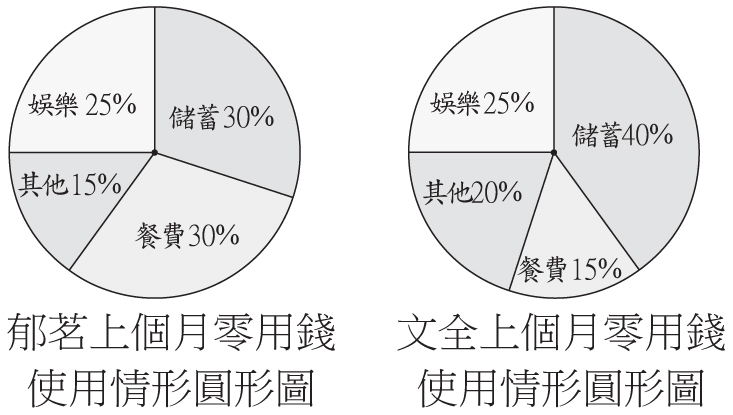 娛樂25%
儲蓄30%
其他15%
餐費30%
郁茗上個月零用錢
使用情形圓形圖
娛樂25%
儲蓄40%
其他20%
餐費15%
文全上個月零用錢
使用情形圓形圖